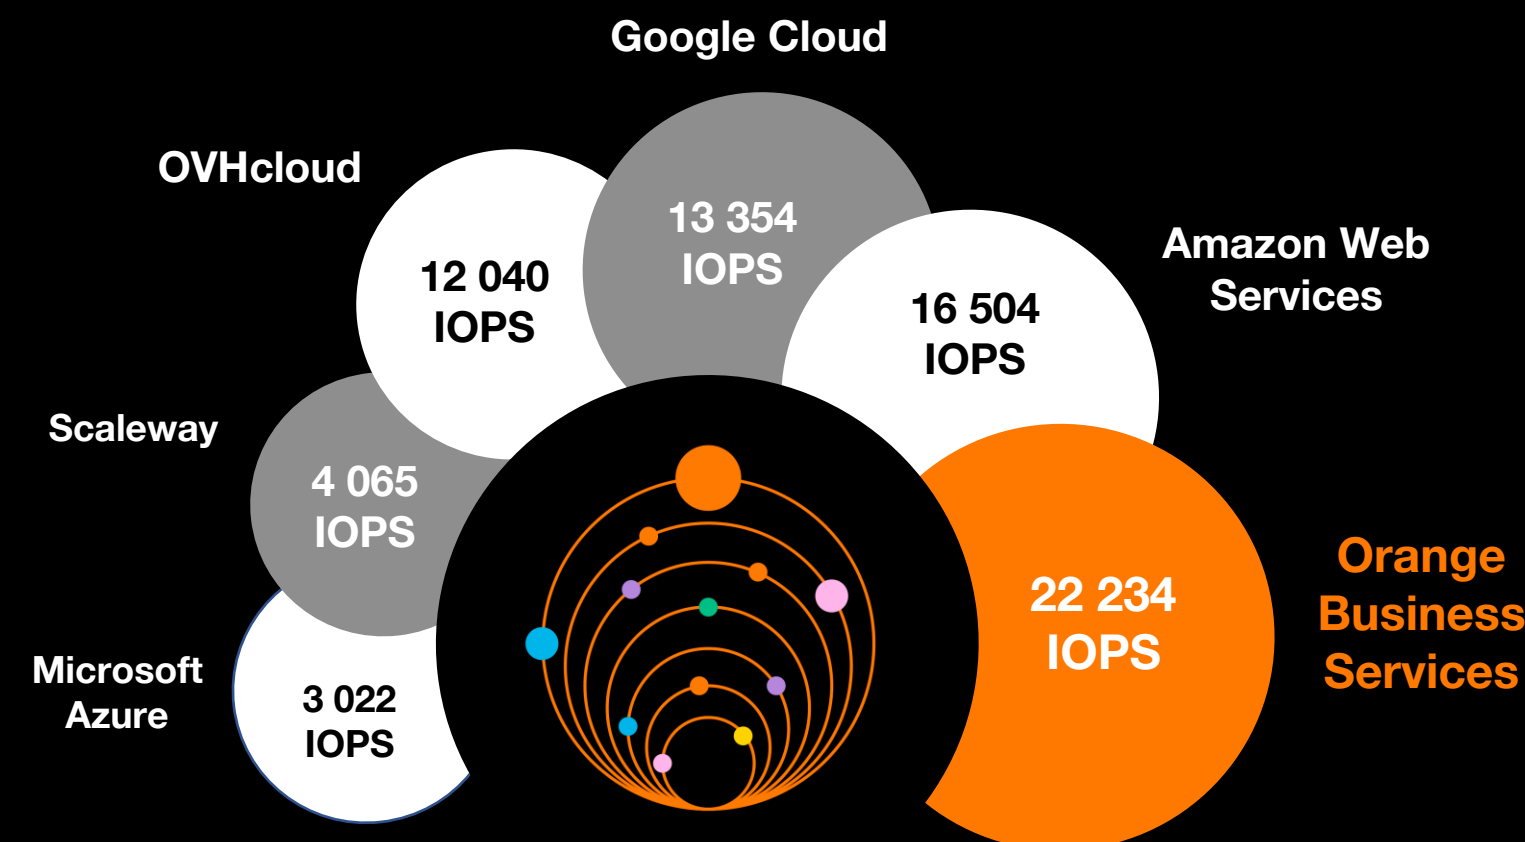 Google Cloud
OVHcloud
13 354
IOPS
Amazon Web
Services
12 040
IOPS
16 504
IOPS
Scaleway
4 065
IOPS
Orange
Business
Services
22 234
IOPS
Microsoft
Azure
3 022
IOPS